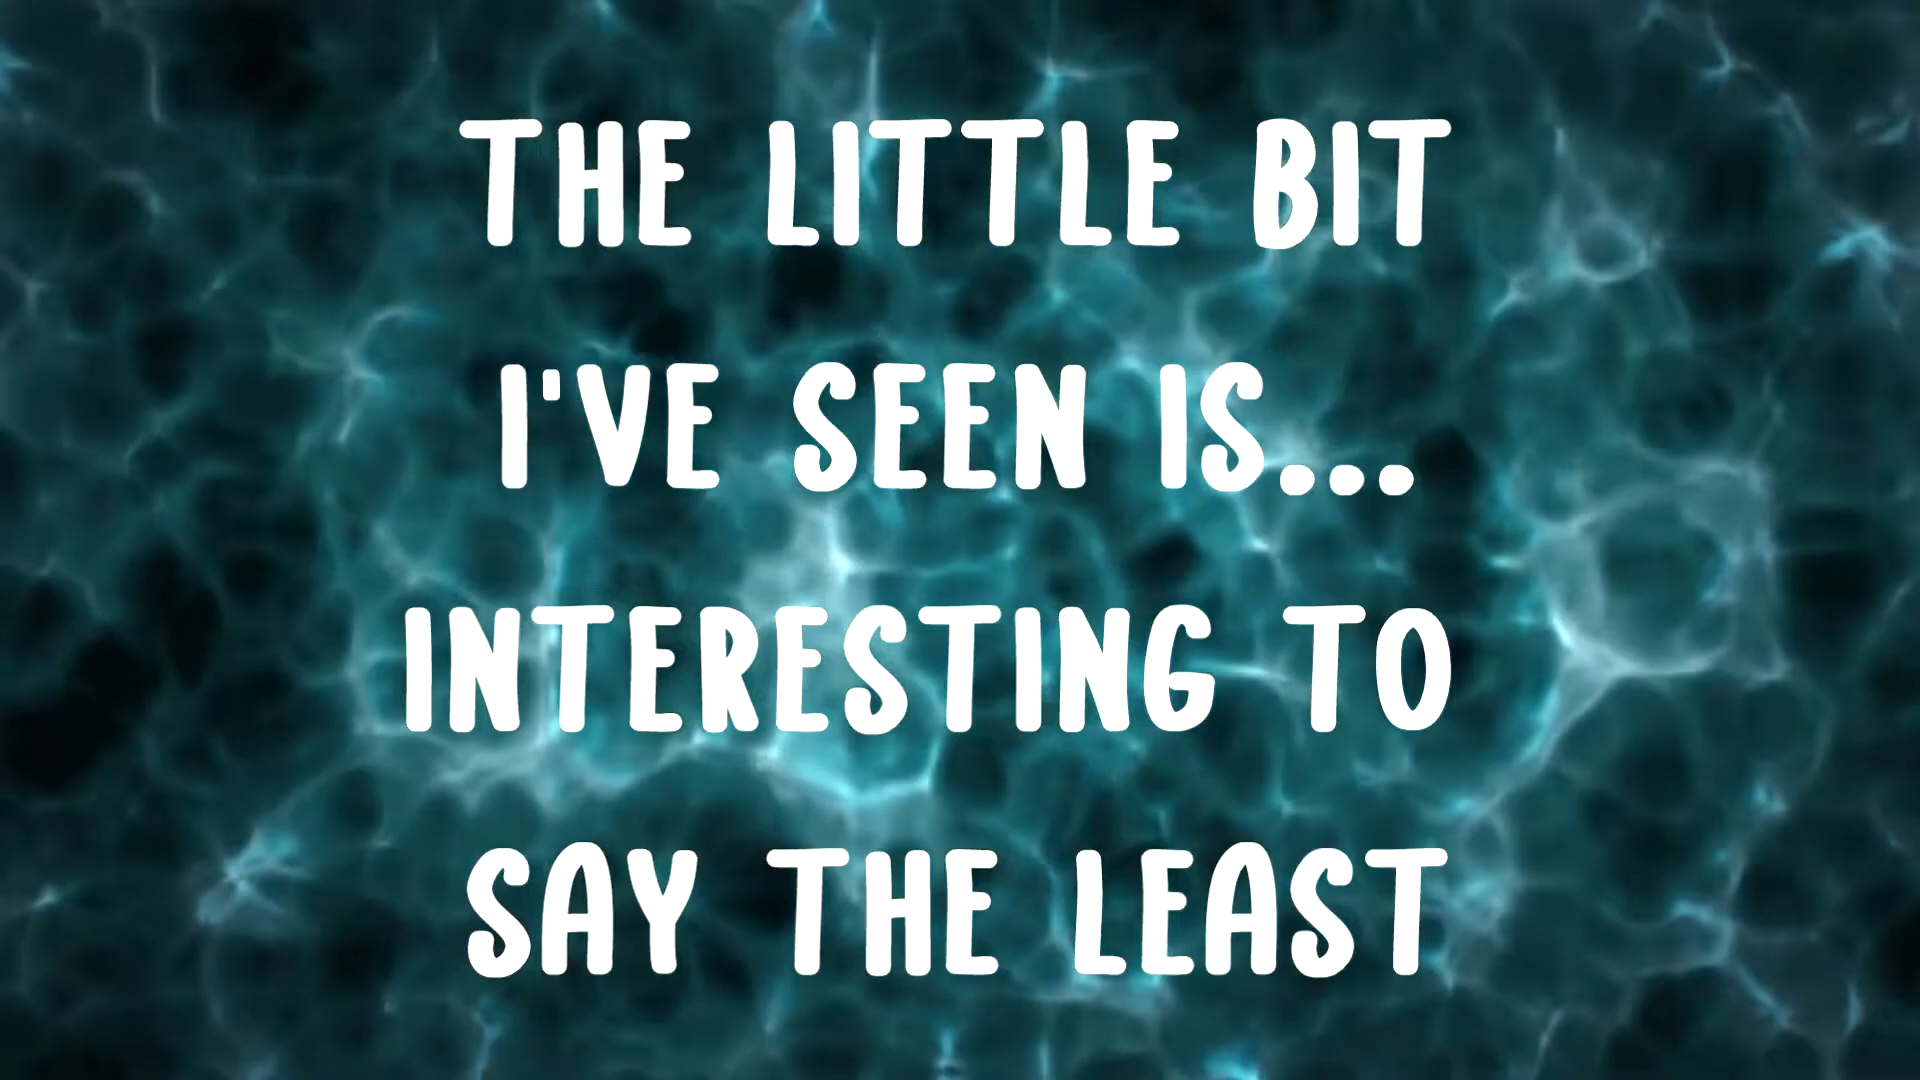 THE LITTLE BIT
I'VE SEEN IS...
INTERESTING TO
SAY THE LEAST